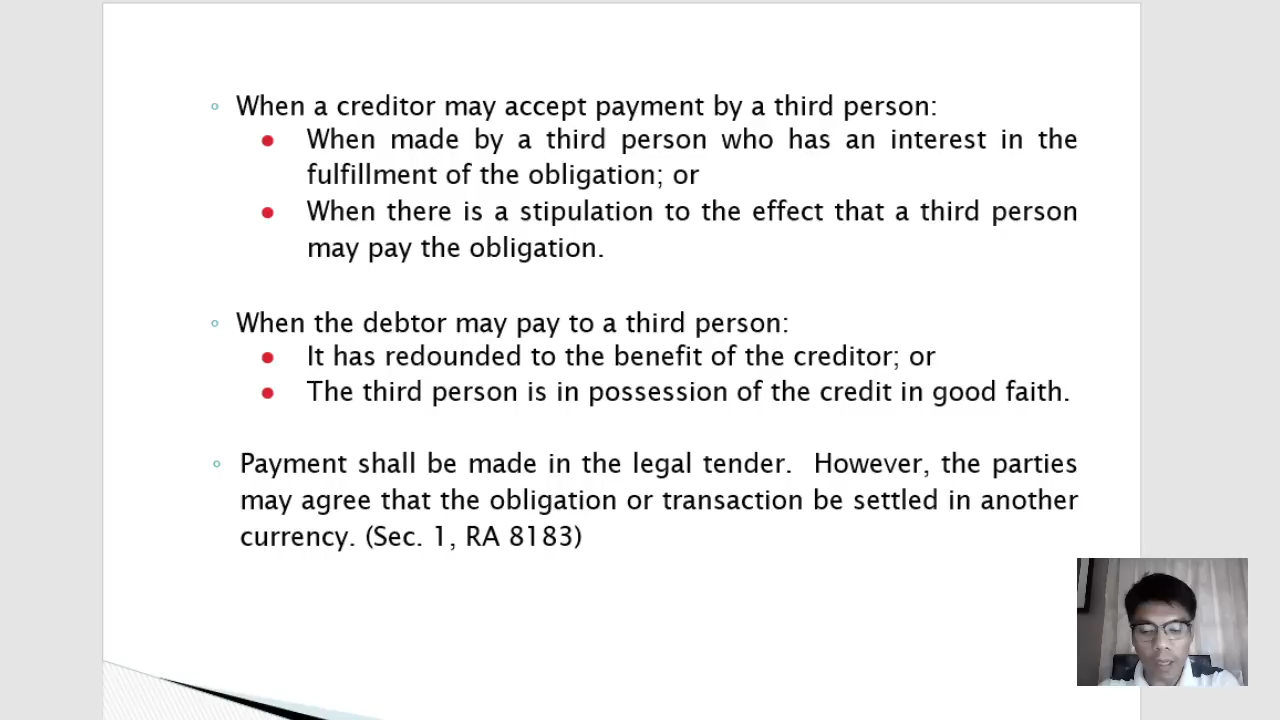 When a creditor may accept payment by a third person:
When made by a third person who has an interest in the
fulfillment of the obligation; or
When there is a stipulation to the effect that a third person
may pay the obligation.
When the debtor may pay to a third person:
It has redounded to the benefit of the creditor; or
The third person is in possession of the credit in good faith.
Payment shall be made in the legal tender. However, the parties
may agree that the obligation or transaction be settled in another
currency. (Sec. 1, RA 8183)